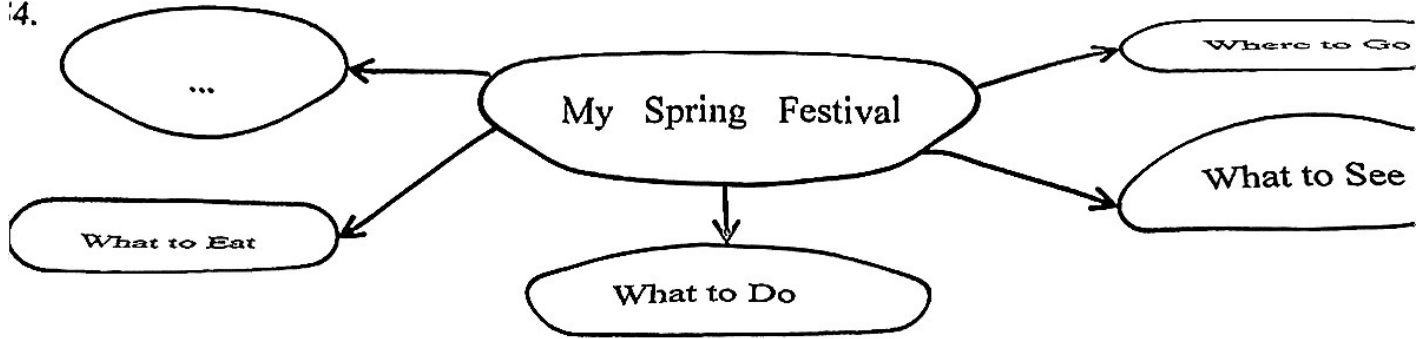 4.
Where to Go
...
My Spring Festival
What to See
What to Eat
What to Do